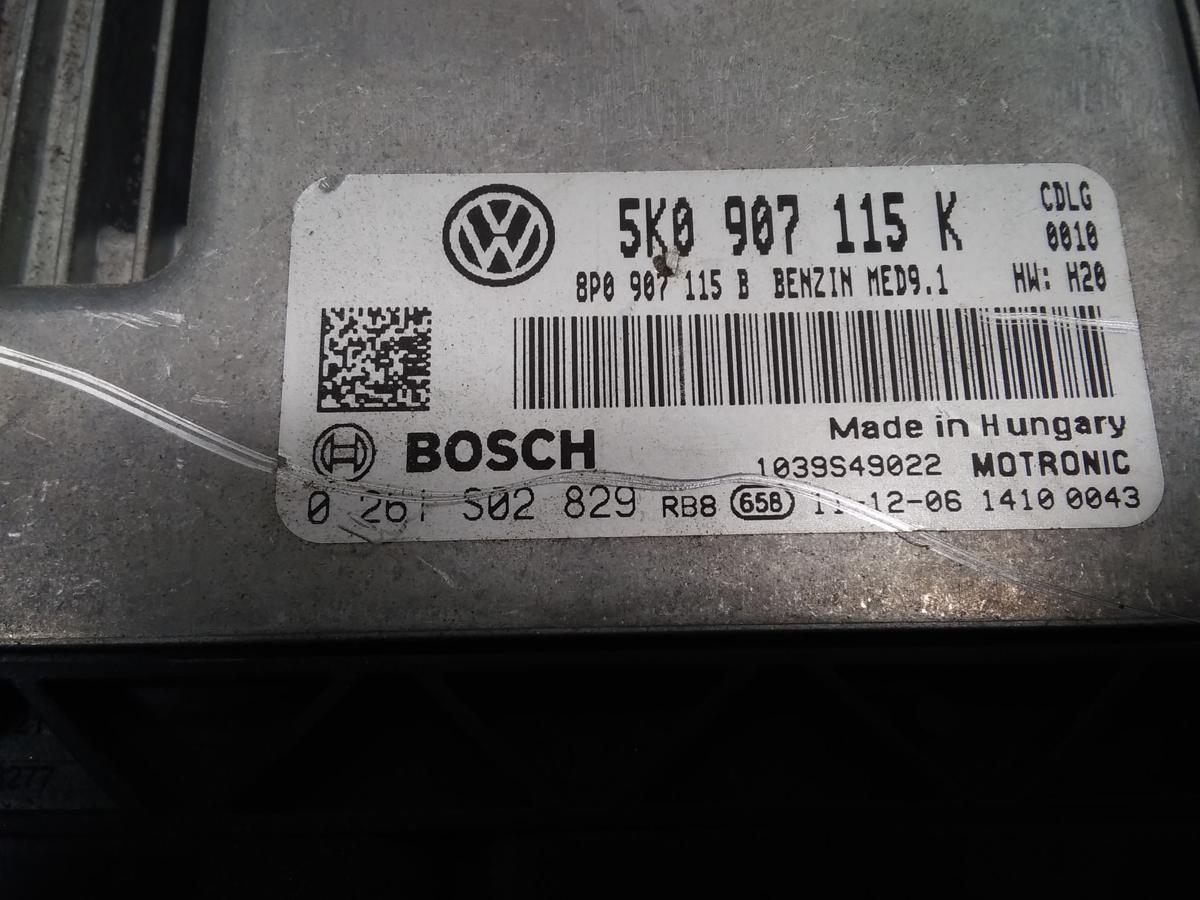 5K0 907 115 K
CDLG
0010
8P0 907 115 B BENZIN MED9.1
HW: H20
BOSCH
Made in Hungary
1039S49022 MOTRONIC
0 261 S02 829 RB8 658 11-12-06 1410 0043
277